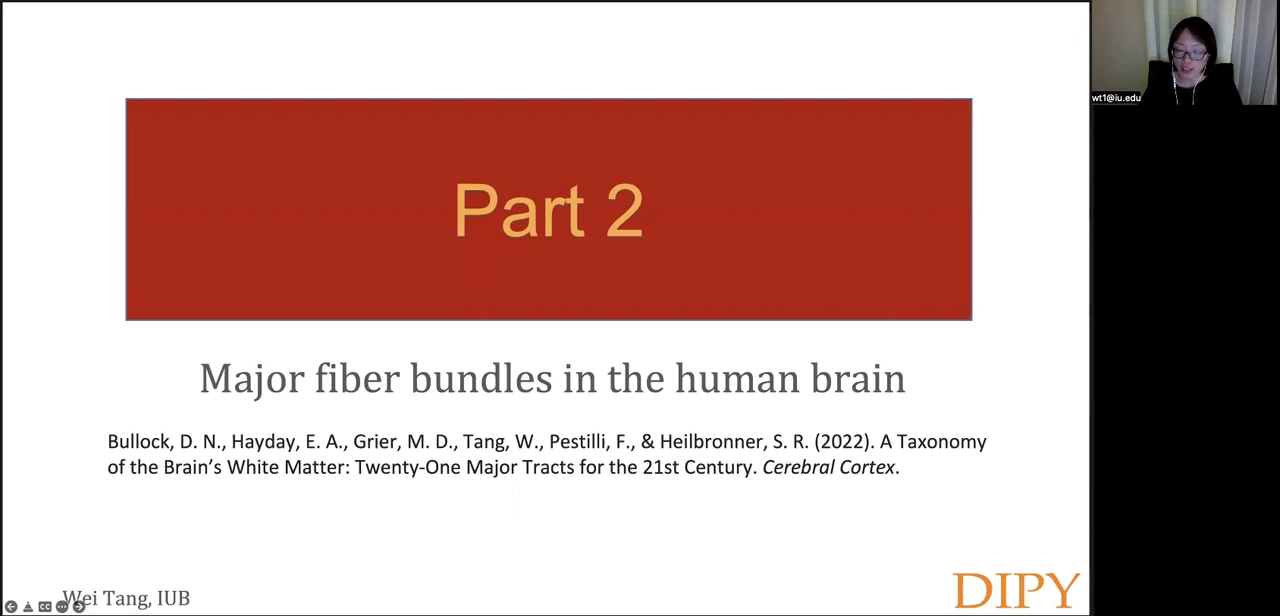 Part 2
Major fiber bundles in the human brain
Bullock, D. N., Hayday, E. A., Grier, M. D., Tang, W., Pestilli, F., & Heilbronner, S. R. (2022). A Taxonomy
of the Brain’s White Matter: Twenty-One Major Tracts for the 21st Century. Cerebral Cortex.
Wei Tang, IUB
DIPY
wt1@iu.edu